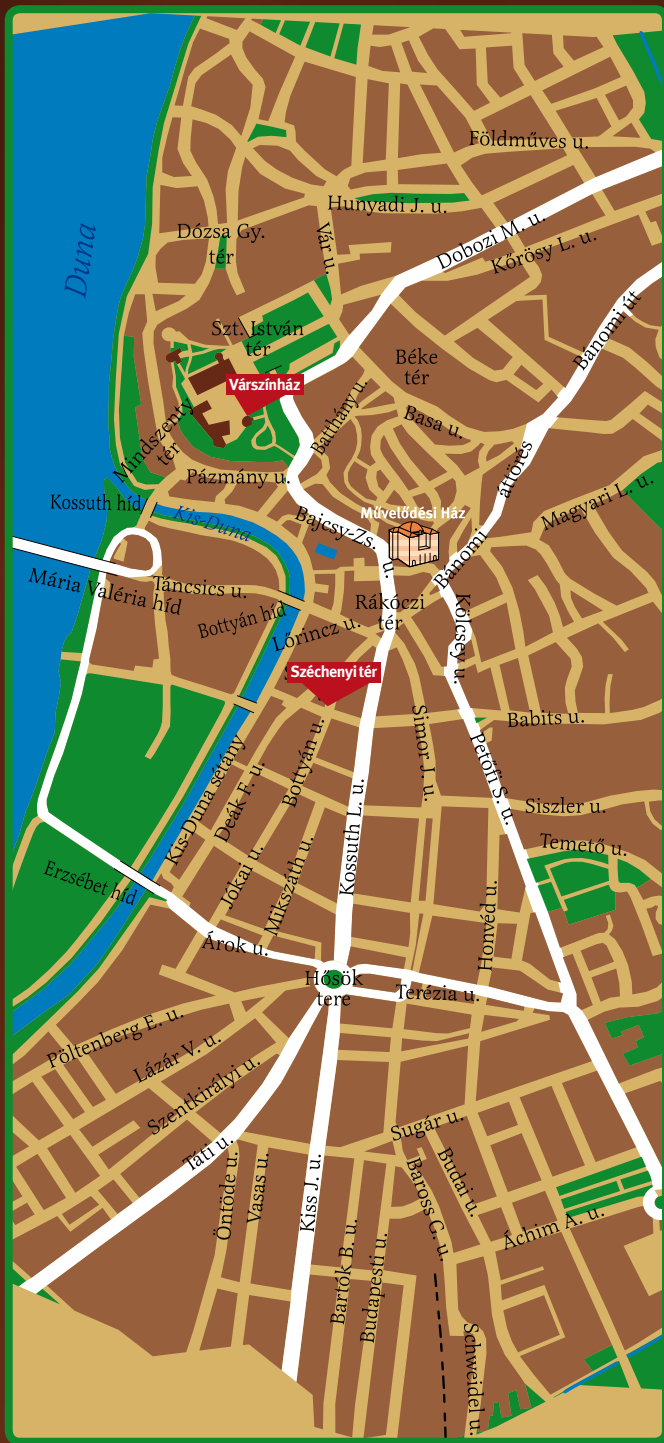 Földműves u.
Hunyadi J. u.
Dózsa Gy.
tér
Vár u.
Dobozi M. u.
Kőrösy L. u.
Duna
Bánomi út
Szt. István
tér
Béke
tér
Várszínház
Batthány u.
Basa u.
Mindszenty
tér
Pázmány u.
áttörés
Magyari L. u.
Kossuth híd
Kis-Duna
Bajcsy-Zs. u.
Művelődési Ház
Bánomi
Mária Valéria híd
Táncsics u.
Bottyán híd
Lőrincz u.
Rákóczi
tér
Kölcsey u.
Széchenyi tér
Simor J. u.
Babits u.
Petőfi S. u.
Kis-Duna sétány
Deák F. u.
Bottyán u.
Kossuth L. u.
Siszler u.
Temető u.
Jókai u.
Mikszáth u.
Erzsébet híd
Honvéd u.
Árok u.
Hősök
tere
Terézia u.
Pöltenberg E. u.
Lázár V. u.
Szentkirályi u.
Táti u.
Sugár u.
Öntöde u.
Vasas u.
Kiss J. u.
Baross G. u.
Budai u.
Áchim A. u.
Bartók B. u.
Budapesti u.
Schweidel u.